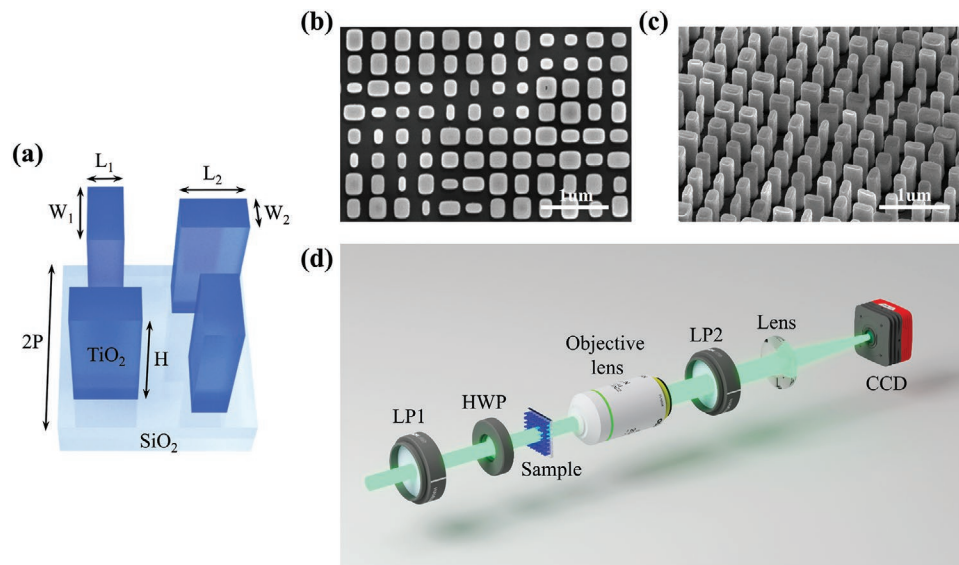 (a)
L₁
L₂
W₁
W₂
2P
TiO₂
H
SiO₂
(b)
1um
(c)
1um
(d)
LP1
HWP
Sample
Objective
lens
LP2
Lens
CCD